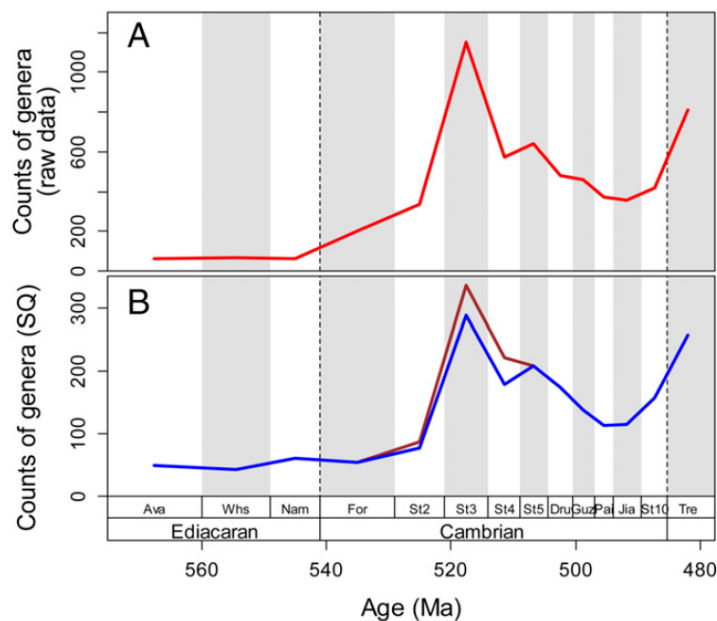 A
Counts of genera
(raw data)
0 200 600 1000
B
Counts of genera (SQ)
0 100 200 300
Ava Whs Nam For St2 St3 St4 St5 Dru Guz Pai Jia St10 Tre
Ediacaran Cambrian
560 540 520 500 480
Age (Ma)